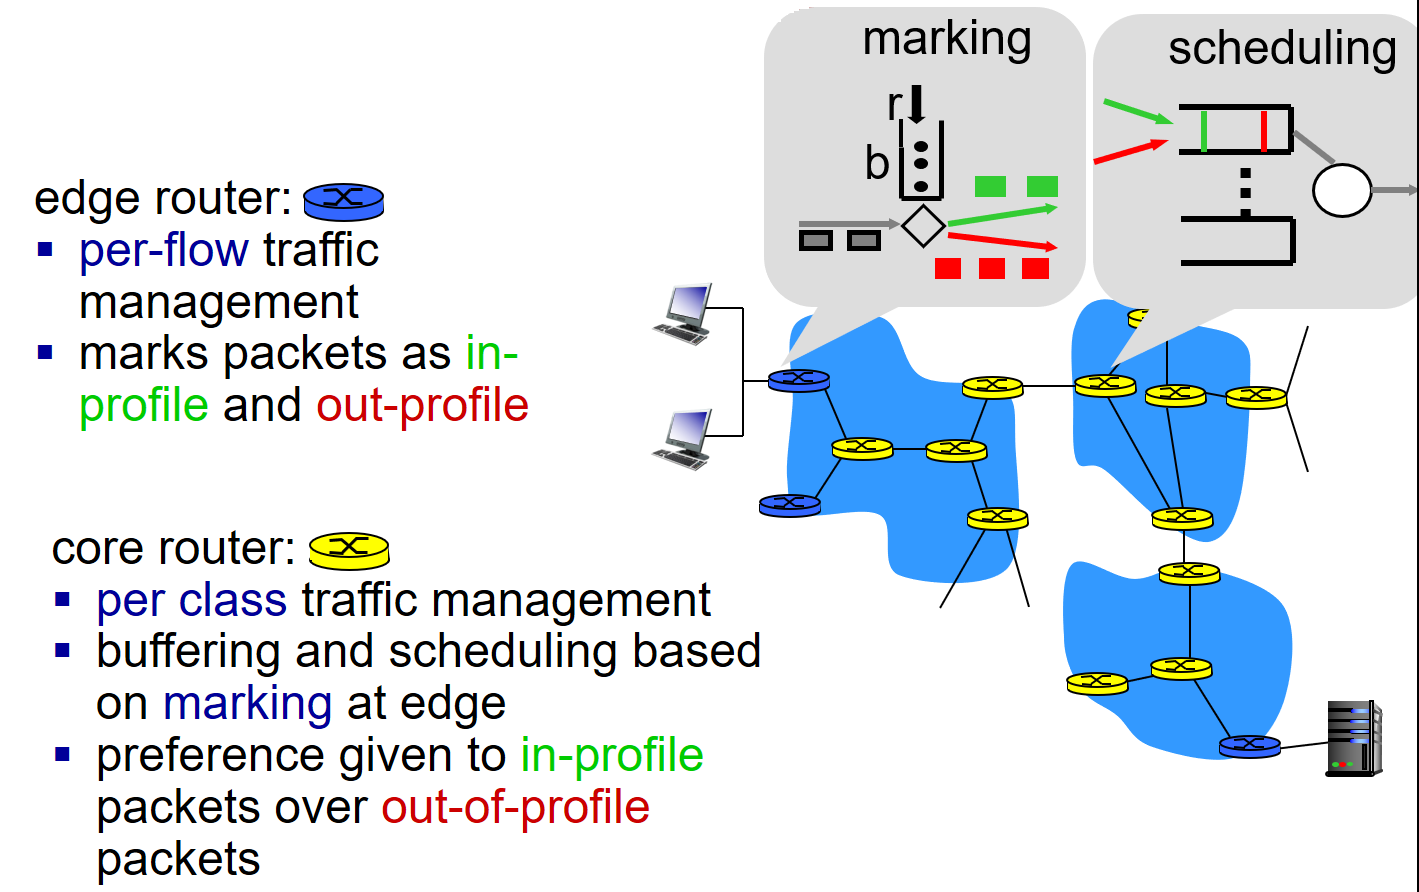 marking
scheduling
r
b
edge router:
per-flow traffic
management
marks packets as in-
profile and out-profile
core router:
per class traffic management
buffering and scheduling based
on marking at edge
preference given to in-profile
packets over out-of-profile
packets